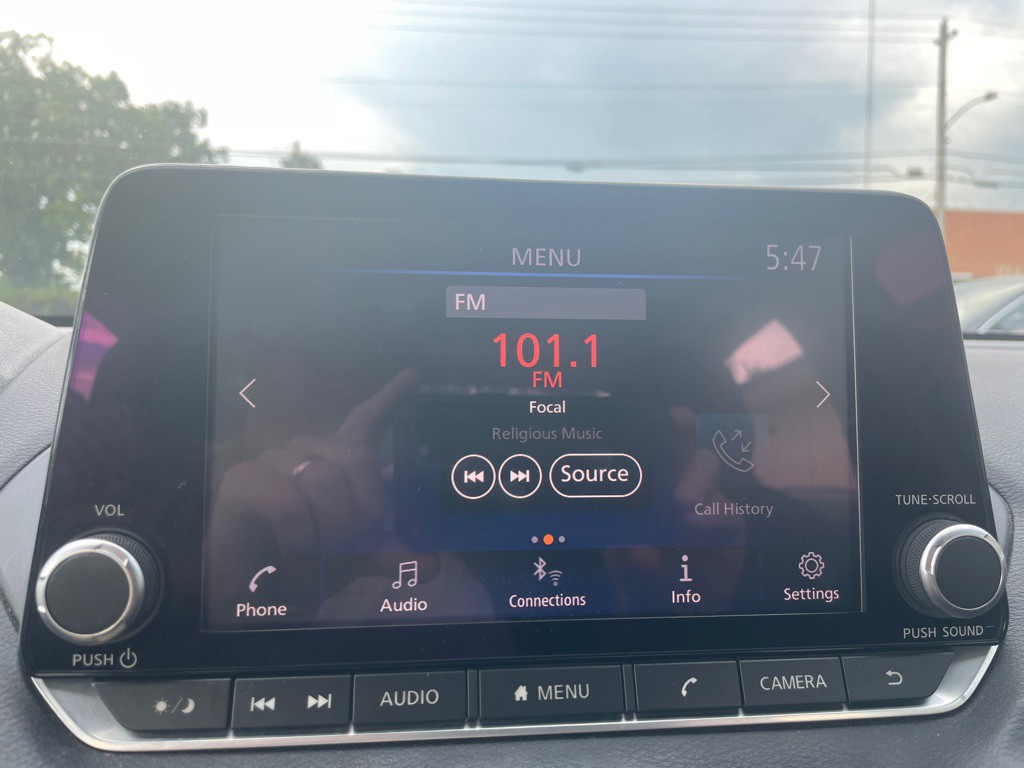 MENU
5:47
FM
101.1
FM
Focal
Religious Music
Source
Call History
Phone
Audio
Connections
Info
Settings
VOL
PUSH
TUNE·SCROLL
PUSH SOUND
AUDIO
MENU
CAMERA